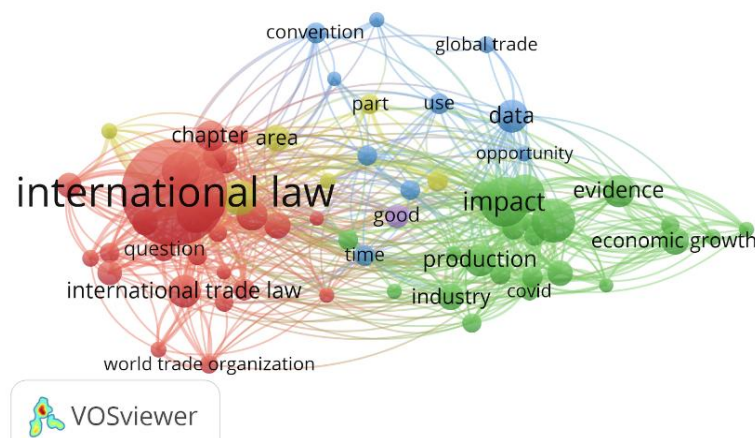 convention
global trade
part
use
data
chapter
area
opportunity
international law
impact
evidence
good
question
time
production
economic growth
international trade law
industry
covid
world trade organization
VOSviewer